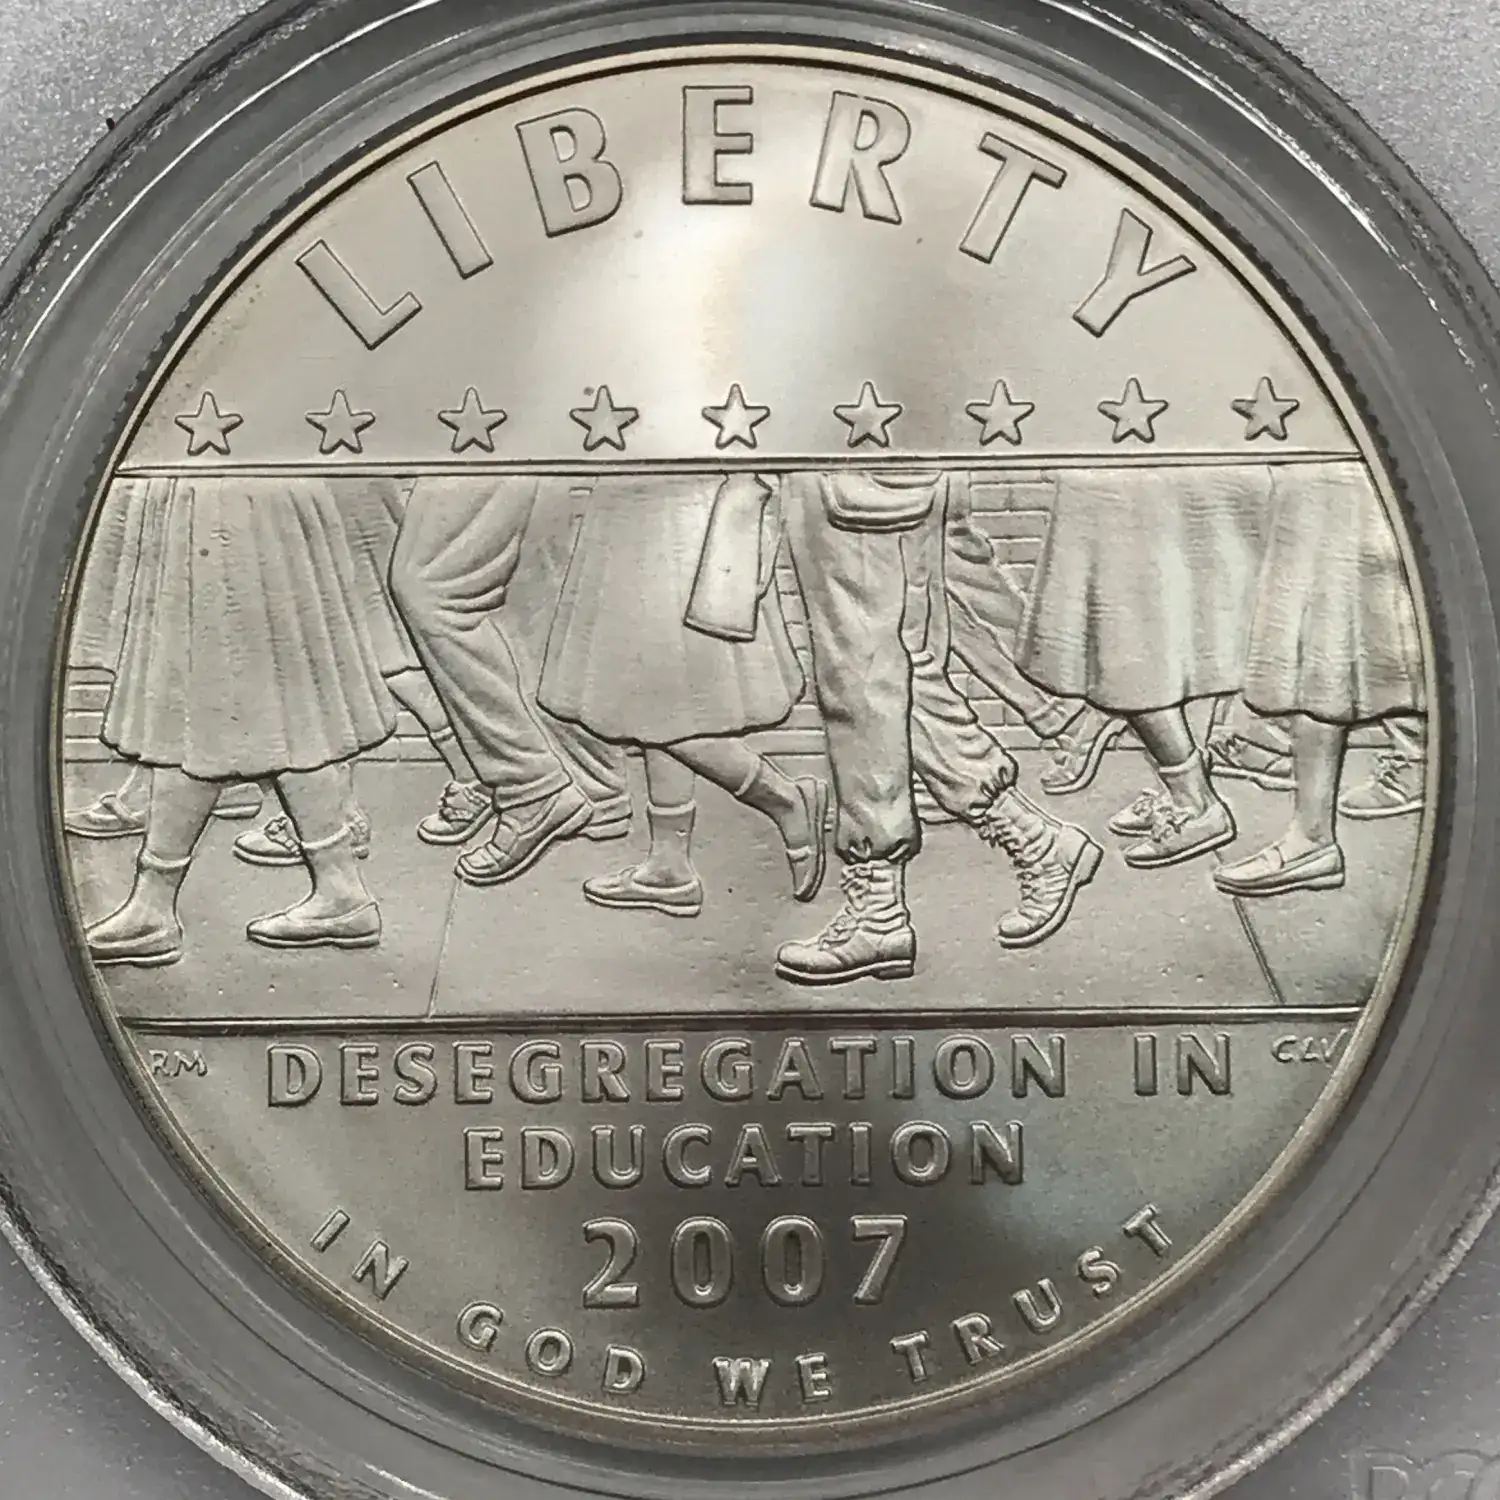 LIBERTY
RM
DESEGREGATION IN
CLV
EDUCATION
2007
IN GOD WE TRUST